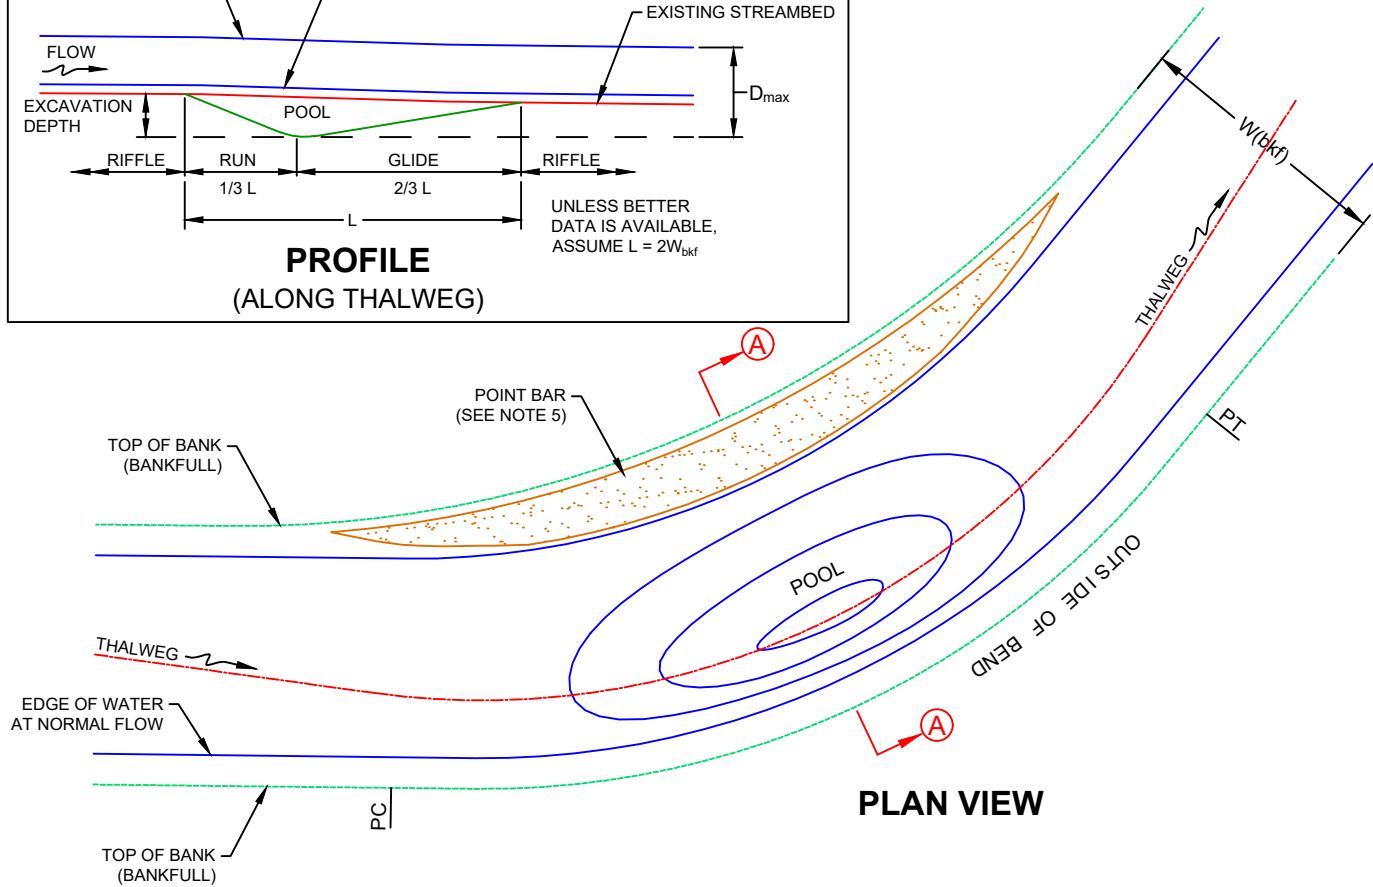 EXISTING STREAMBED
FLOW
Dmax
EXCAVATION
DEPTH
POOL
RIFFLE
RUN
GLIDE
RIFFLE
1/3 L
2/3 L
L
UNLESS BETTER
DATA IS AVAILABLE,
ASSUME L = 2Wbkf
PROFILE
(ALONG THALWEG)
W(bkf)
THALWEG
A
POINT BAR
(SEE NOTE 5)
TOP OF BANK
(BANKFULL)
PT
POOL
OUTSIDE OF BEND
THALWEG
EDGE OF WATER
AT NORMAL FLOW
A
PLAN VIEW
PC
TOP OF BANK
(BANKFULL)